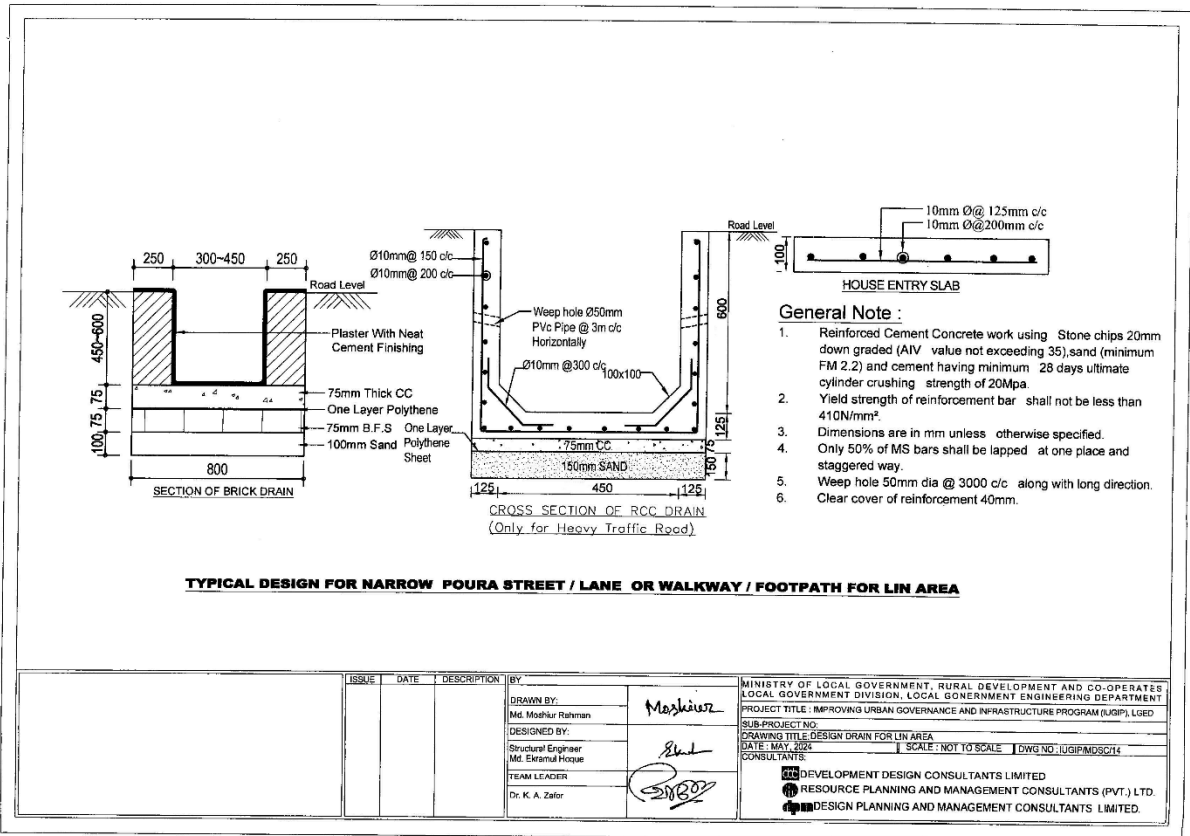 250
300~450
250
Road Level
450~600
75
75
100
Plaster With Neat
Cement Finishing
75mm Thick CC
One Layer Polythene
75mm B.F.S
100mm Sand
800
SECTION OF BRICK DRAIN
Road Level
Ø10mm@ 150 c/c
Ø10mm@ 200 c/c
Weep hole Ø50mm
PVc Pipe @ 3m c/c
Horizontally
Ø10mm@300 c/c
100x100
600
125
75
150
One Layer
Polythene
Sheet
75mm CC
150mm SAND
125
450
125
CROSS SECTION OF RCC DRAIN
(Only for Heavy Traffic Road)
10mm Ø@ 125mm c/c
10mm Ø@200mm c/c
100
HOUSE ENTRY SLAB
General Note :
1. Reinforced Cement Concrete work using Stone chips 20mm
down graded (AIV value not exceeding 35),sand (minimum
FM 2.2) and cement having minimum 28 days ultimate
cylinder crushing strength of 20Mpa.
2. Yield strength of reinforcement bar shall not be less than
410N/mm².
3. Dimensions are in mm unless otherwise specified.
4. Only 50% of MS bars shall be lapped at one place and
staggered way.
5. Weep hole 50mm dia @ 3000 c/c along with long direction.
6. Clear cover of reinforcement 40mm.
TYPICAL DESIGN FOR NARROW POURA STREET / LANE OR WALKWAY / FOOTPATH FOR LIN AREA
ISSUE DATE DESCRIPTION BY
DRAWN BY:
Md. Moshiur Rahman
DESIGNED BY:
Structural Engineer
Md. Ekramul Hoque
TEAM LEADER
Dr. K. A. Zafor
MINISTRY OF LOCAL GOVERNMENT, RURAL DEVELOPMENT AND CO-OPERATES
LOCAL GOVERNMENT DIVISION, LOCAL GONERNMENT ENGINEERING DEPARTMENT
PROJECT TITLE : IMPROVING URBAN GOVERNANCE AND INFRASTRUCTURE PROGRAM (IUGIP), LGED
SUB-PROJECT NO:
DRAWING TITLE:DESIGN DRAIN FOR LIN AREA
DATE : MAY, 2024 SCALE : NOT TO SCALE DWG NO : IUGIP/MDSC/14
CONSULTANTS:
DEVELOPMENT DESIGN CONSULTANTS LIMITED
RESOURCE PLANNING AND MANAGEMENT CONSULTANTS (PVT.) LTD.
DESIGN PLANNING AND MANAGEMENT CONSULTANTS LIMITED.